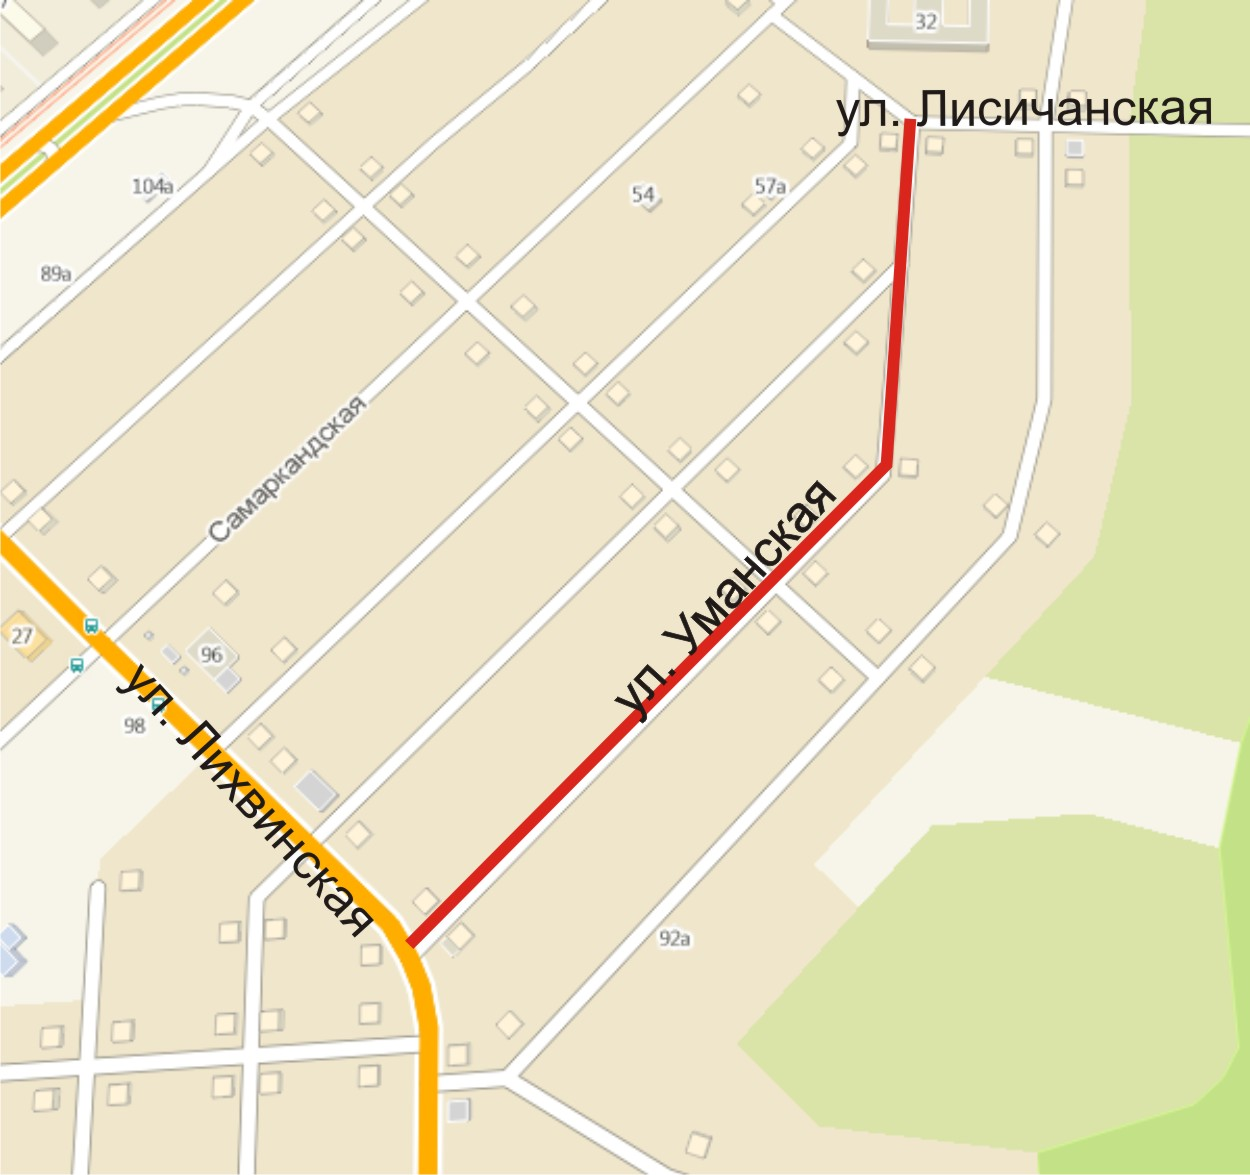 32
ул. Лисичанская
104а
54
57а
89а
Самаркандская
ул. Уманская
27
96
ул. Лихвинская
98
92а